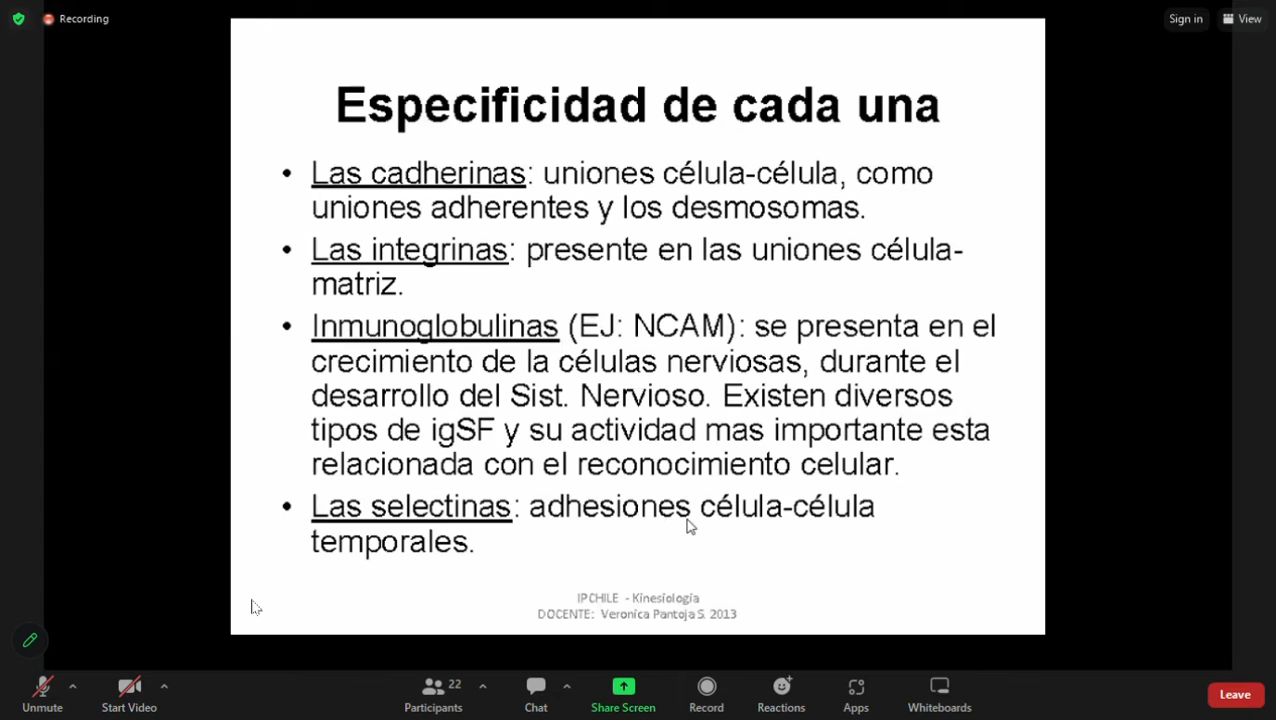 Recording
Sign in
View
Especificidad de cada una
• Las cadherinas: uniones célula-célula, como
uniones adherentes y los desmosomas.
• Las integrinas: presente en las uniones célula-
matriz.
• Inmunoglobulinas (EJ: NCAM): se presenta en el
crecimiento de la células nerviosas, durante el
desarrollo del Sist. Nervioso. Existen diversos
tipos de igSF y su actividad mas importante esta
relacionada con el reconocimiento celular.
• Las selectinas: adhesiones célula-célula
temporales.
IPCHILE - Kinesiología
DOCENTE: Veronica Pantoja S. 2013
Unmute
Start Video
22
Participants
Chat
Share Screen
Record
Reactions
Apps
Whiteboards
Leave